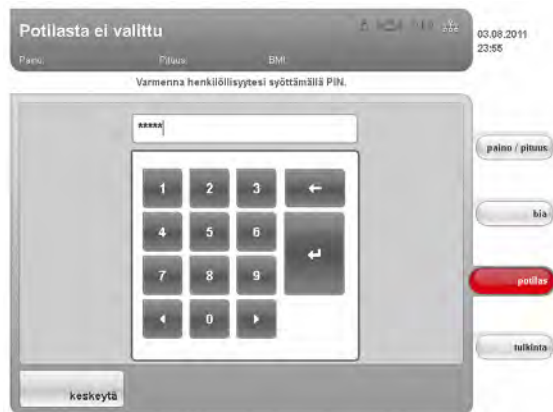 Potilasta ei valittu
03.08.2011
23:55
Paino: Pituus: BMI:
Varmenna henkilöllisyytesi syöttämällä PIN.
*****
1 2 3 ←
4 5 6 ↵
7 8 9
◂ 0 ▸
paino / pituus
bia
potilas
tulkinta
keskeytä